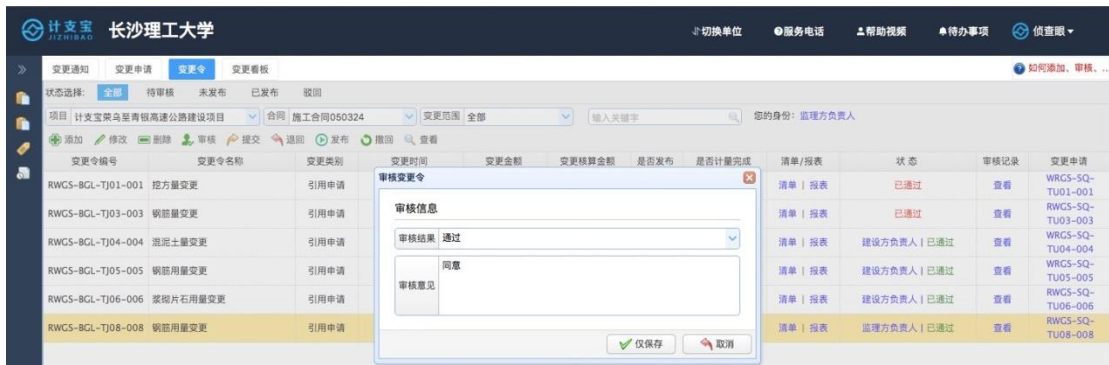 计支宝 长沙理工大学 切换单位 服务电话 帮助视频 待办事项 侦查眼
JIZHIBAO
变更通知 变更申请 变更令 变更看板 如何添加、审核、...
状态选择: 全部 待审核 未发布 已发布 驳回
项目 计支宝荣乌至青银高速公路建设项目 合同 施工合同050324 变更范围 全部 输入关键字 您的身份: 监理方负责人
添加 修改 删除 审核 提交 退回 发布 撤回 查看
变更令编号 变更令名称 变更类别 变更时间 变更金额 变更核算金额 是否发布 是否计量完成 清单/报表 状态 审核记录 变更申请
RWGS-BGL-TJ01-001 挖方量变更 引用申请 清单 | 报表 已通过 查看 WRGS-SQ-TU01-001
RWGS-BGL-TJ03-003 钢筋量变更 引用申请 清单 | 报表 已通过 查看 RWGS-SQ-TU03-003
RWGS-BGL-TJ04-004 混泥土量变更 引用申请 清单 | 报表 建设方负责人 | 已通过 查看 WRGS-SQ-TU04-004
RWGS-BGL-TJ05-005 钢筋用量变更 引用申请 清单 | 报表 建设方负责人 | 已通过 查看 WRGS-SQ-TU05-005
RWGS-BGL-TJ06-006 浆砌片石用量变更 引用申请 清单 | 报表 建设方负责人 | 已通过 查看 RWGS-SQ-TU06-006
RWGS-BGL-TJ08-008 钢筋用量变更 引用申请 清单 | 报表 监理方负责人 | 已通过 查看 RWGS-SQ-TU08-008
审核变更令
审核信息
审核结果 通过
审核意见 同意
仅保存 取消